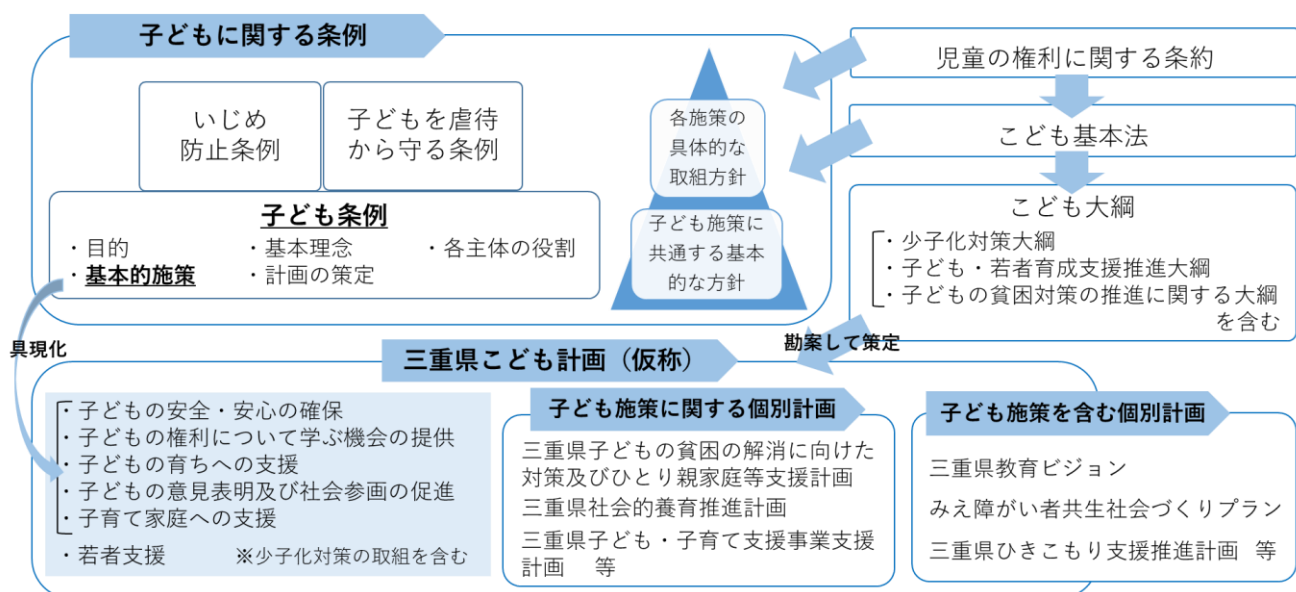 子どもに関する条例
いじめ
防止条例
子どもを虐待
から守る条例
子ども条例
・目的
・基本理念
・各主体の役割
・基本的施策
・計画の策定
各施策の
具体的な
取組方針
子ども施策に
共通する基本
的な方針
児童の権利に関する条約
こども基本法
こども大綱
・少子化対策大綱
・子ども・若者育成支援推進大綱
・子どもの貧困対策の推進に関する大綱
を含む
具現化
勘案して策定
三重県こども計画（仮称）
・子どもの安全・安心の確保
・子どもの権利について学ぶ機会の提供
・子どもの育ちへの支援
・子どもの意見表明及び社会参画の促進
・子育て家庭への支援
・若者支援 ※少子化対策の取組を含む
子ども施策に関する個別計画
三重県子どもの貧困の解消に向けた
対策及びひとり親家庭等支援計画
三重県社会的養育推進計画
三重県子ども・子育て支援事業支援
計画 等
子ども施策を含む個別計画
三重県教育ビジョン
みえ障がい者共生社会づくりプラン
三重県ひきこもり支援推進計画 等